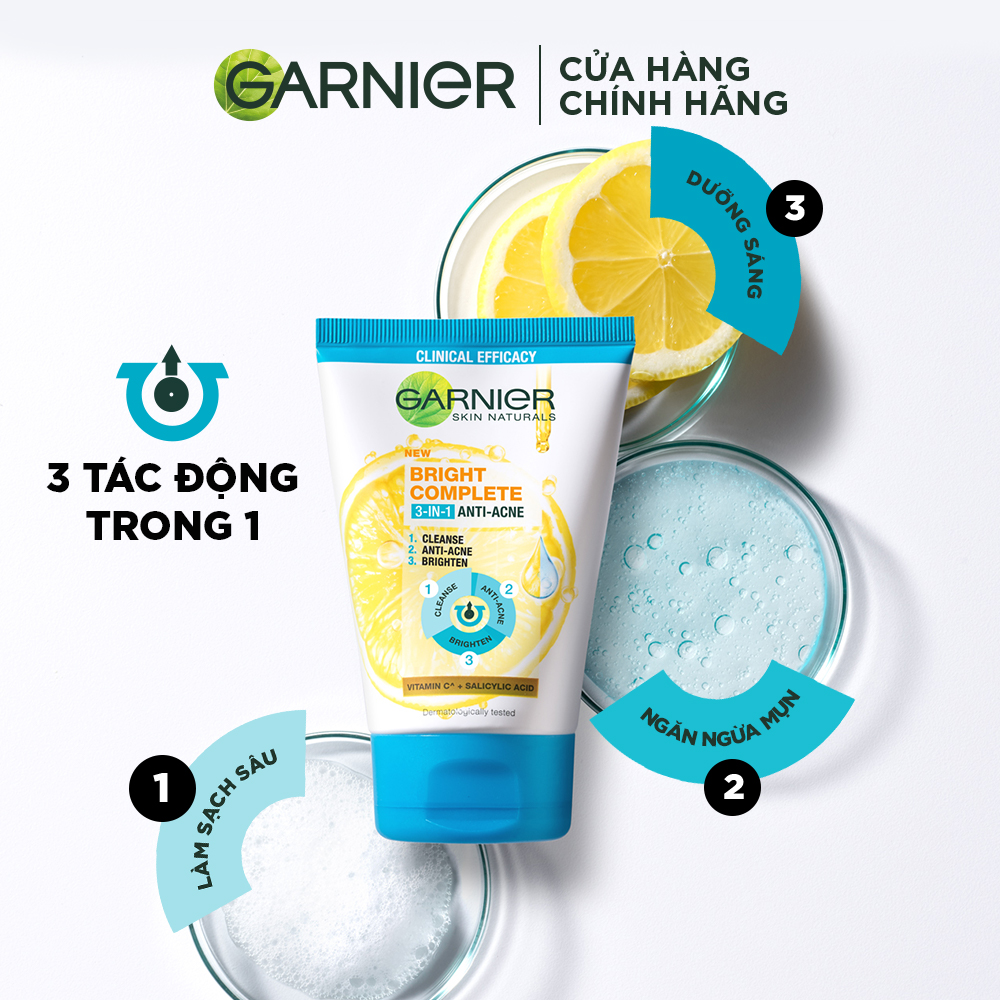 GARNIER
CỬA HÀNG
CHÍNH HÃNG
DƯỠNG SÁNG
3
3 TÁC ĐỘNG
TRONG 1
CLINICAL EFFICACY
GARNIER
SKIN NATURALS
NEW
BRIGHT
COMPLETE
3-IN-1 ANTI-ACNE
1. CLEANSE
2. ANTI-ACNE
3. BRIGHTEN
1
CLEANSE
2
ANTI-ACNE
BRIGHTEN
3
VITAMIN C^ + SALICYLIC ACID
Dermatologically tested
NGĂN NGỪA MỤN
2
1
LÀM SẠCH SÂU